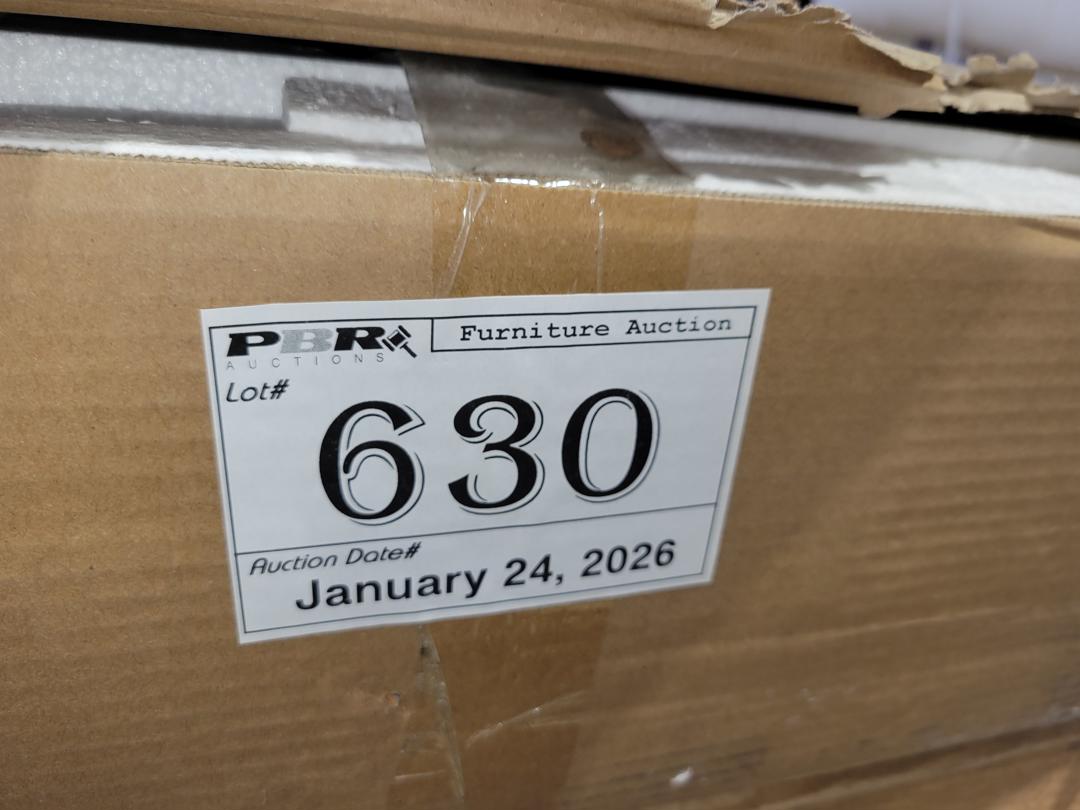 PBR
AUCTIONS
Furniture Auction
Lot#
630
Auction Date#
January 24, 2026